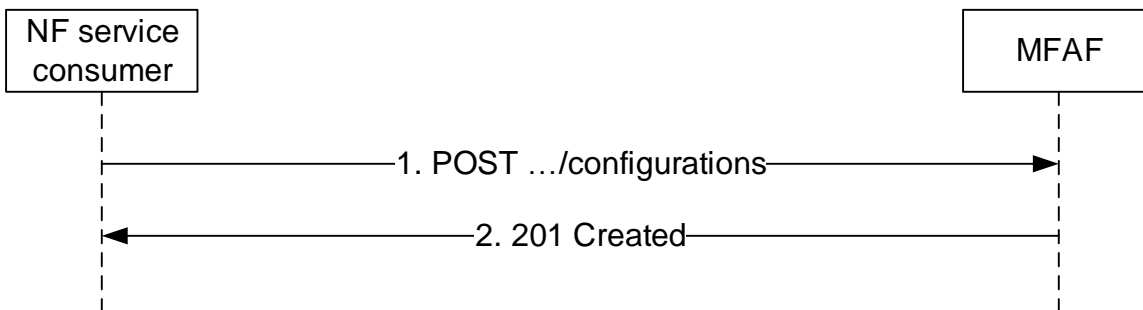 NF service
consumer
MFAF
1. POST …/configurations
2. 201 Created